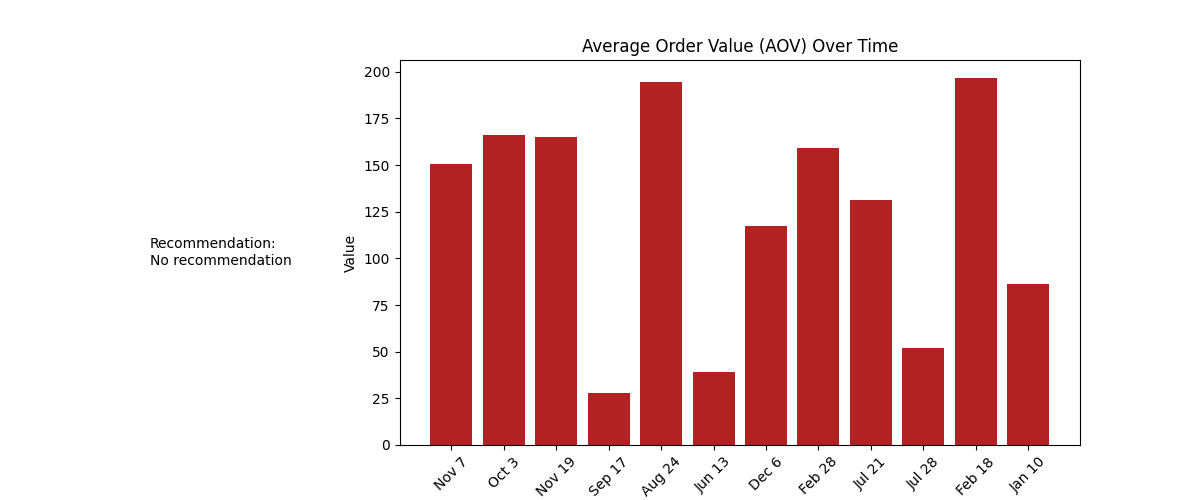 Average Order Value (AOV) Over Time
Recommendation:
No recommendation
Value
200
175
150
125
100
75
50
25
0
Nov 7
Oct 3
Nov 19
Sep 17
Aug 24
Jun 13
Dec 6
Feb 28
Jul 21
Jul 28
Feb 18
Jan 10